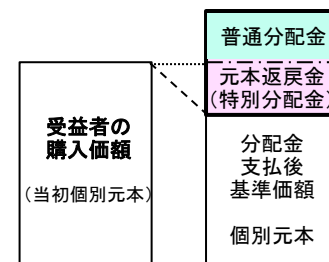 受益者の
購入価額
(当初個別元本)
普通分配金
元本返戻金
(特別分配金)
分配金
支払後
基準価額
個別元本